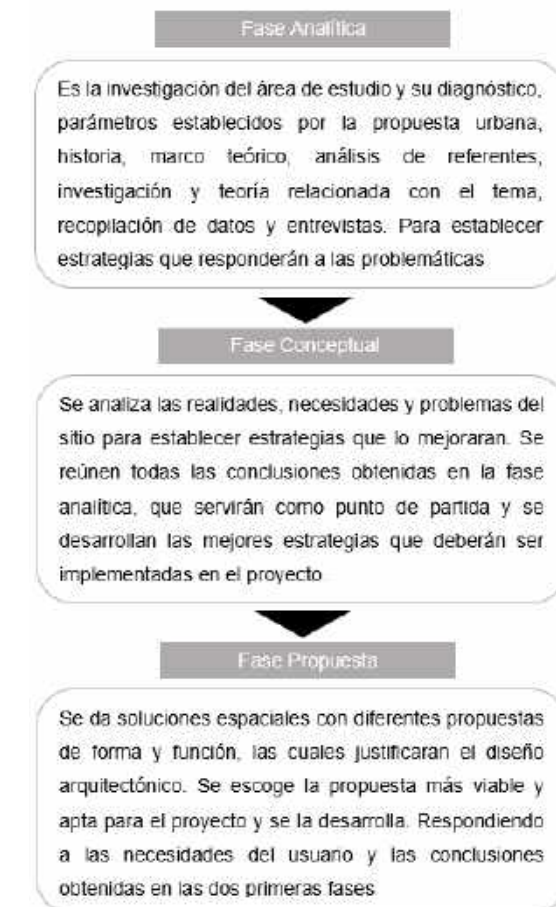 Fase Analítica
Es la investigación del área de estudio y su diagnóstico,
parámetros establecidos por la propuesta urbana,
historia, marco teórico, análisis de referentes,
investigación y teoría relacionada con el tema,
recopilación de datos y entrevistas. Para establecer
estrategias que responderán a las problemáticas
Fase Conceptual
Se analiza las realidades, necesidades y problemas del
sitio para establecer estrategias que lo mejoraran. Se
reúnen todas las conclusiones obtenidas en la fase
analítica, que servirán como punto de partida y se
desarrollan las mejores estrategias que deberán ser
implementadas en el proyecto
Fase Propuesta
Se da soluciones espaciales con diferentes propuestas
de forma y función, las cuales justificaran el diseño
arquitectónico. Se escoge la propuesta más viable y
apta para el proyecto y se la desarrolla. Respondiendo
a las necesidades del usuario y las conclusiones
obtenidas en las dos primeras fases